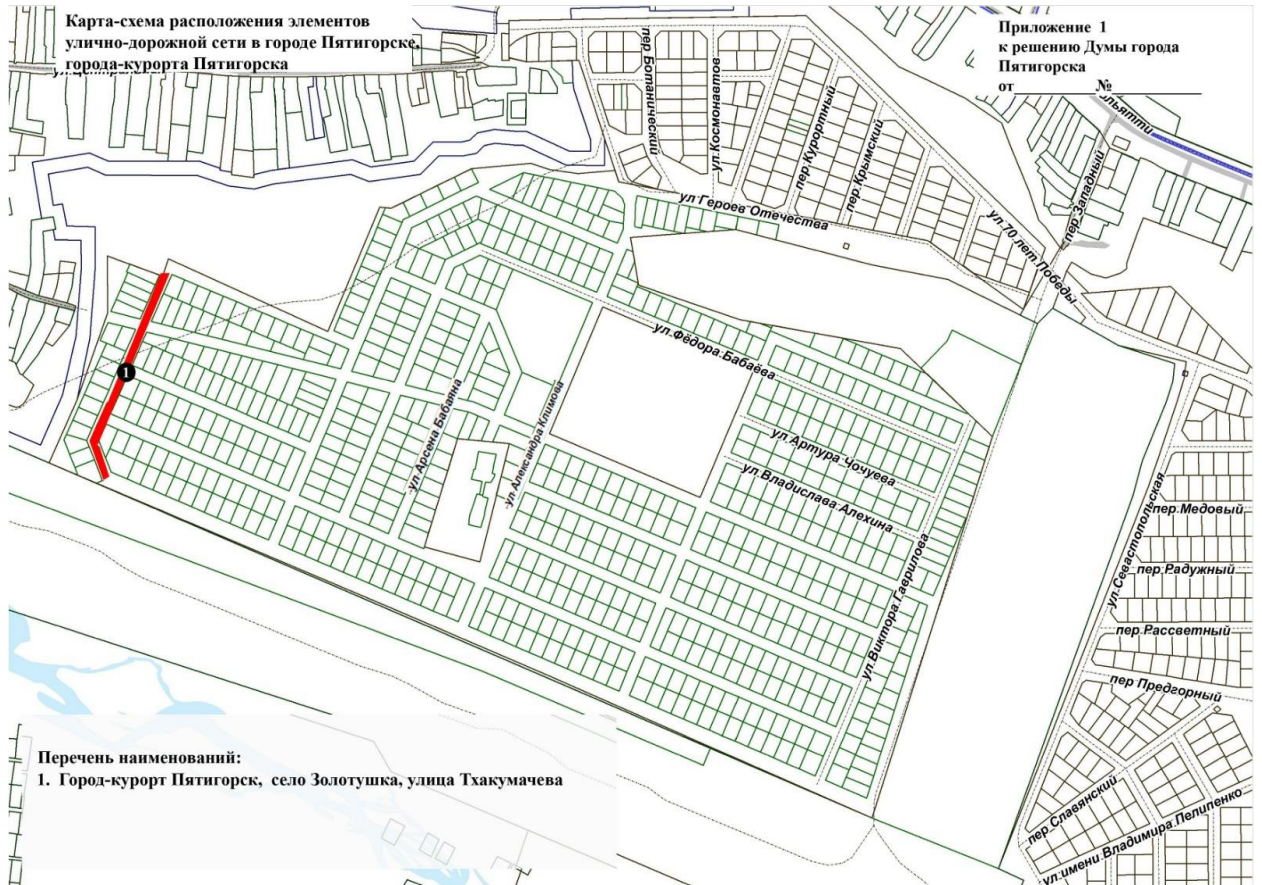 Карта-схема расположения элементов
улично-дорожной сети в городе Пятигорске,
города-курорта Пятигорска
Приложение 1
к решению Думы города
Пятигорска
от____________№____________
пер Ботанический
ул.Космонавтов
пер.Курортный
пер.Крымский
пер Западный
ул Героев Отечества
ул 70 лет Победы
1
ул.Фёдора Бабаёва
ул.Арсена Бабаяна
ул Александра Климова
ул.Артура Чочуева
ул.Владислава Алехина
ул.Виктора Гаврилова
ул.Севастопольская
пер Медовый
пер Радужный
пер Рассветный
пер Предгорный
пер Славянский
ул имени Владимира Пелипенко
Перечень наименований:
1. Город-курорт Пятигорск, село Золотушка, улица Тхакумачева